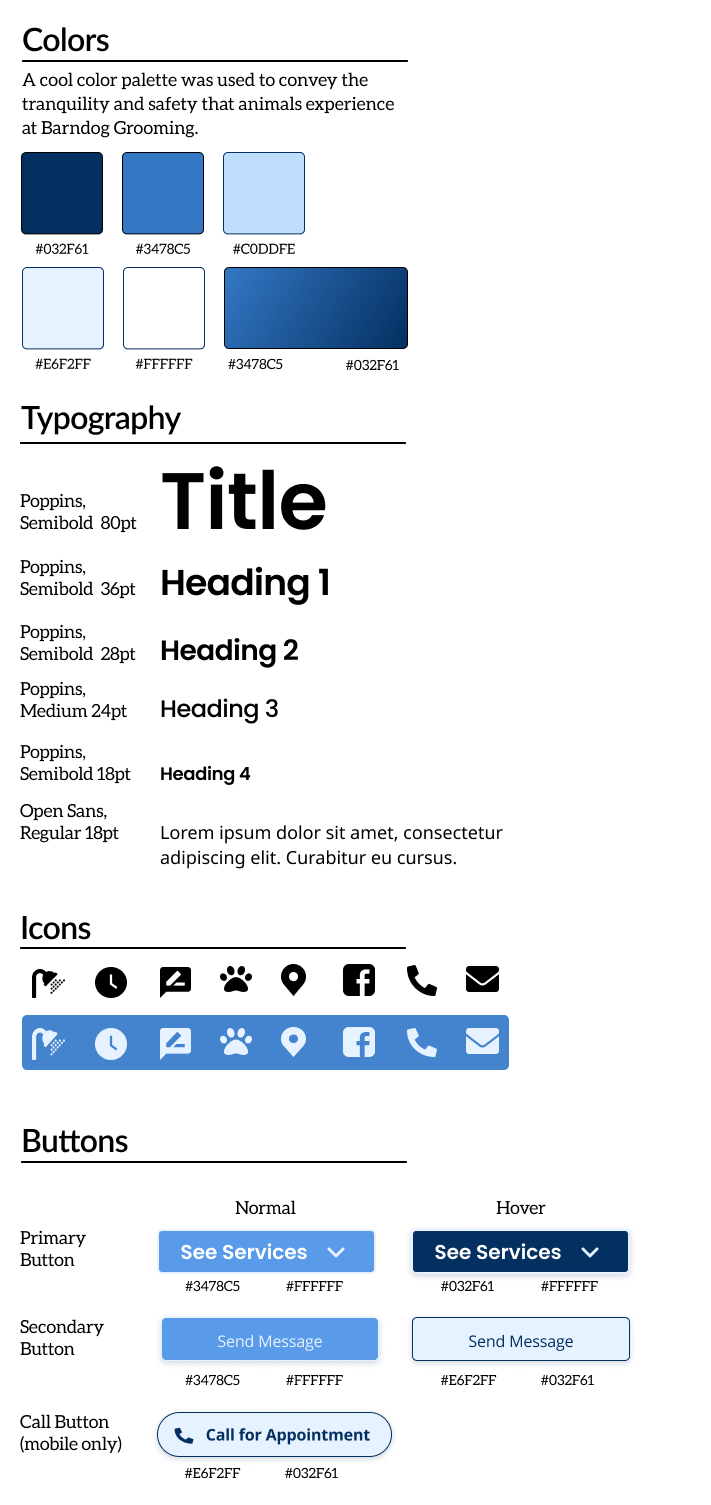 Colors
A cool color palette was used to convey the
tranquility and safety that animals experience
at Barndog Grooming.
#032F61 #3478C5 #C0DDFE
#E6F2FF #FFFFFF #3478C5 #032F61
Typography
Poppins,
Semibold 80pt
Title
Poppins,
Semibold 36pt
Heading 1
Poppins,
Semibold 28pt
Heading 2
Poppins,
Medium 24pt
Heading 3
Poppins,
Semibold 18pt
Heading 4
Open Sans,
Regular 18pt
Lorem ipsum dolor sit amet, consectetur
adipiscing elit. Curabitur eu cursus.
Icons
Buttons
Normal Hover
Primary
Button
See Services See Services
#3478C5 #FFFFFF #032F61 #FFFFFF
Secondary
Button
Send Message Send Message
#3478C5 #FFFFFF #E6F2FF #032F61
Call Button
(mobile only)
Call for Appointment
#E6F2FF #032F61